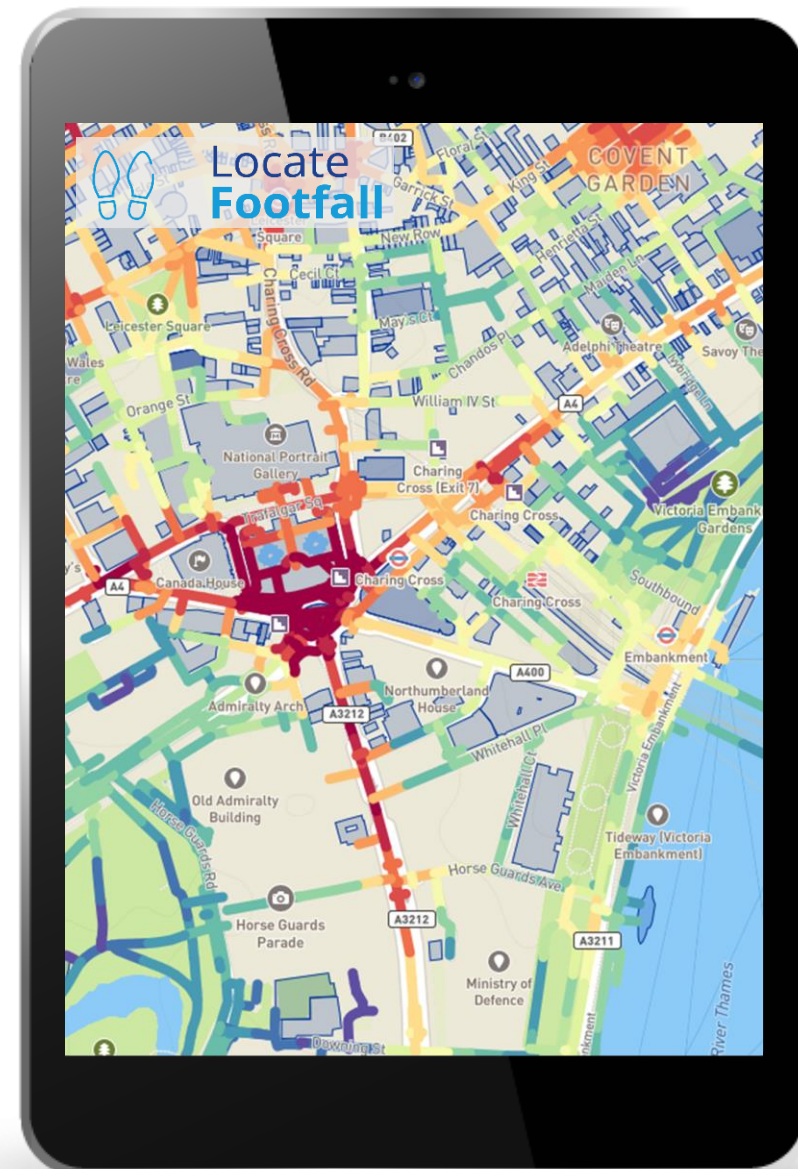 B402
Floral St
COVENT
GARDEN
Locate
Footfall
King St
Garrick St
Square
New Row
Henrietta St
Cecil Ct
Maiden Ln
Charing Cross Rd
Leicester Square
May's Ct
Adelphi Theatre
Savoy The
Wales
re
Chandos Pl
Ivybridge Ln
Orange St
William IV St
A4
National Portrait
Gallery
Charing
Cross (Exit 7)
Charing Cross
Victoria Embank
Gardens
Trafalgar Sq
y's
A4
Canada House
Charing Cross
Charing Cross
Southbound
Embankment
Admiralty Arch
Northumberland
House
A400
A3212
Whitehall Pl
Victoria Embankment
Old Admiralty
Building
Whitehall Ct
Horse Guards Rd
Tideway (Victoria
Embankment)
Horse Guards Ave
Horse Guards
Parade
A3212
A3211
Ministry of
Defence
River Thames
nkment
Downing St